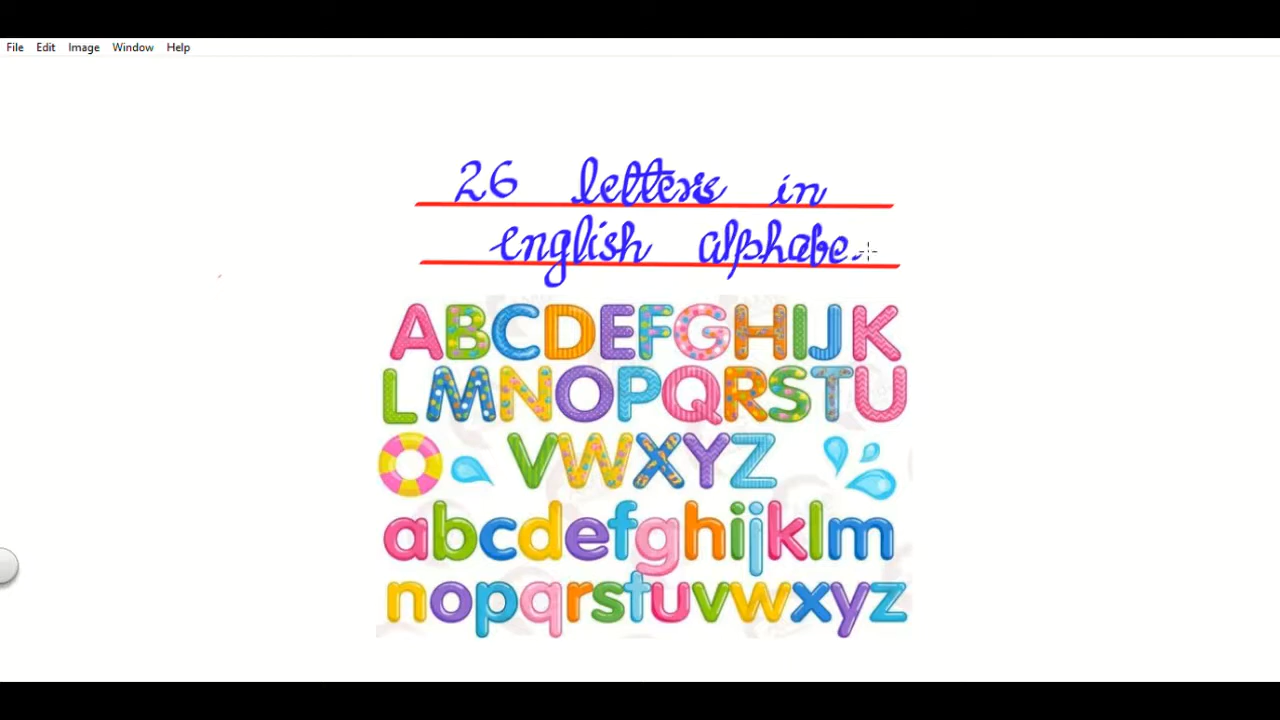 File Edit Image Window Help
26 letters in
english alphabe
ABCDEFGHIJK
LMNOPQRSTU
VWXYZ
abcdefghijklm
nopqrstuvwxyz